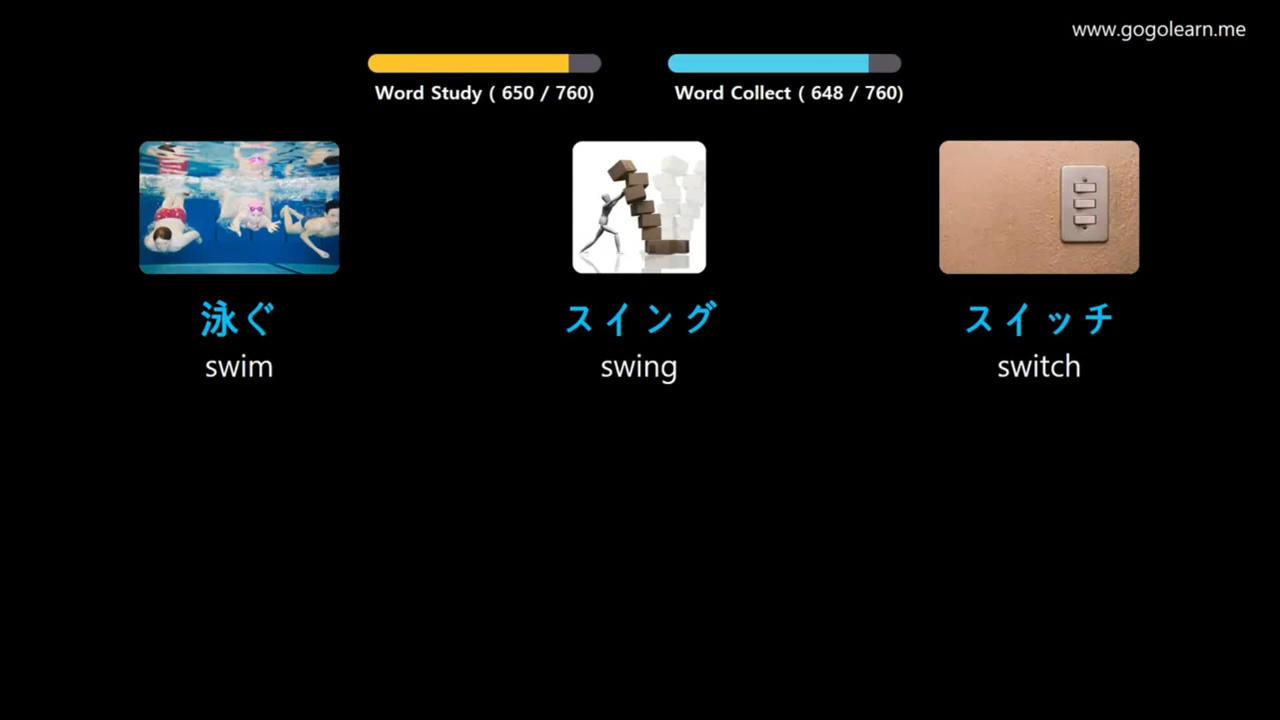 www.gogolearn.me
Word Study ( 650 / 760)
Word Collect ( 648 / 760)
泳ぐ
swim
スイング
swing
スイッチ
switch